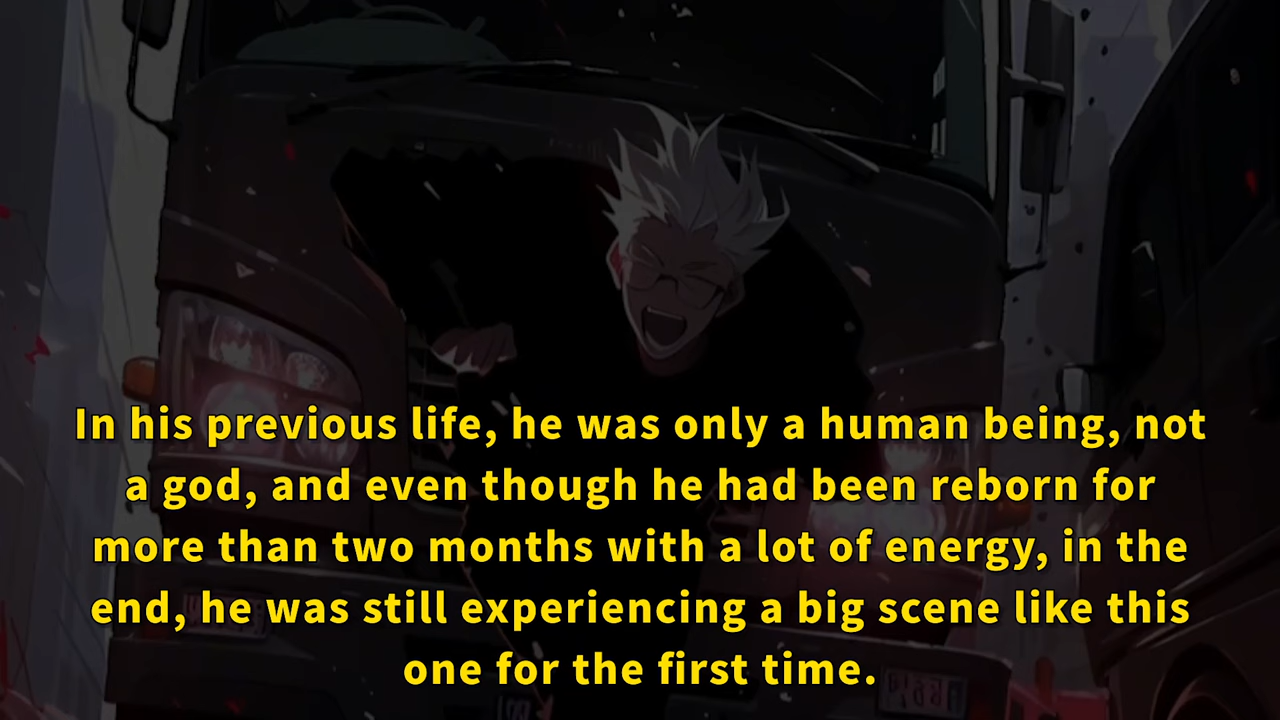 In his previous life, he was only a human being, not
a god, and even though he had been reborn for
more than two months with a lot of energy, in the
end, he was still experiencing a big scene like this
one for the first time.